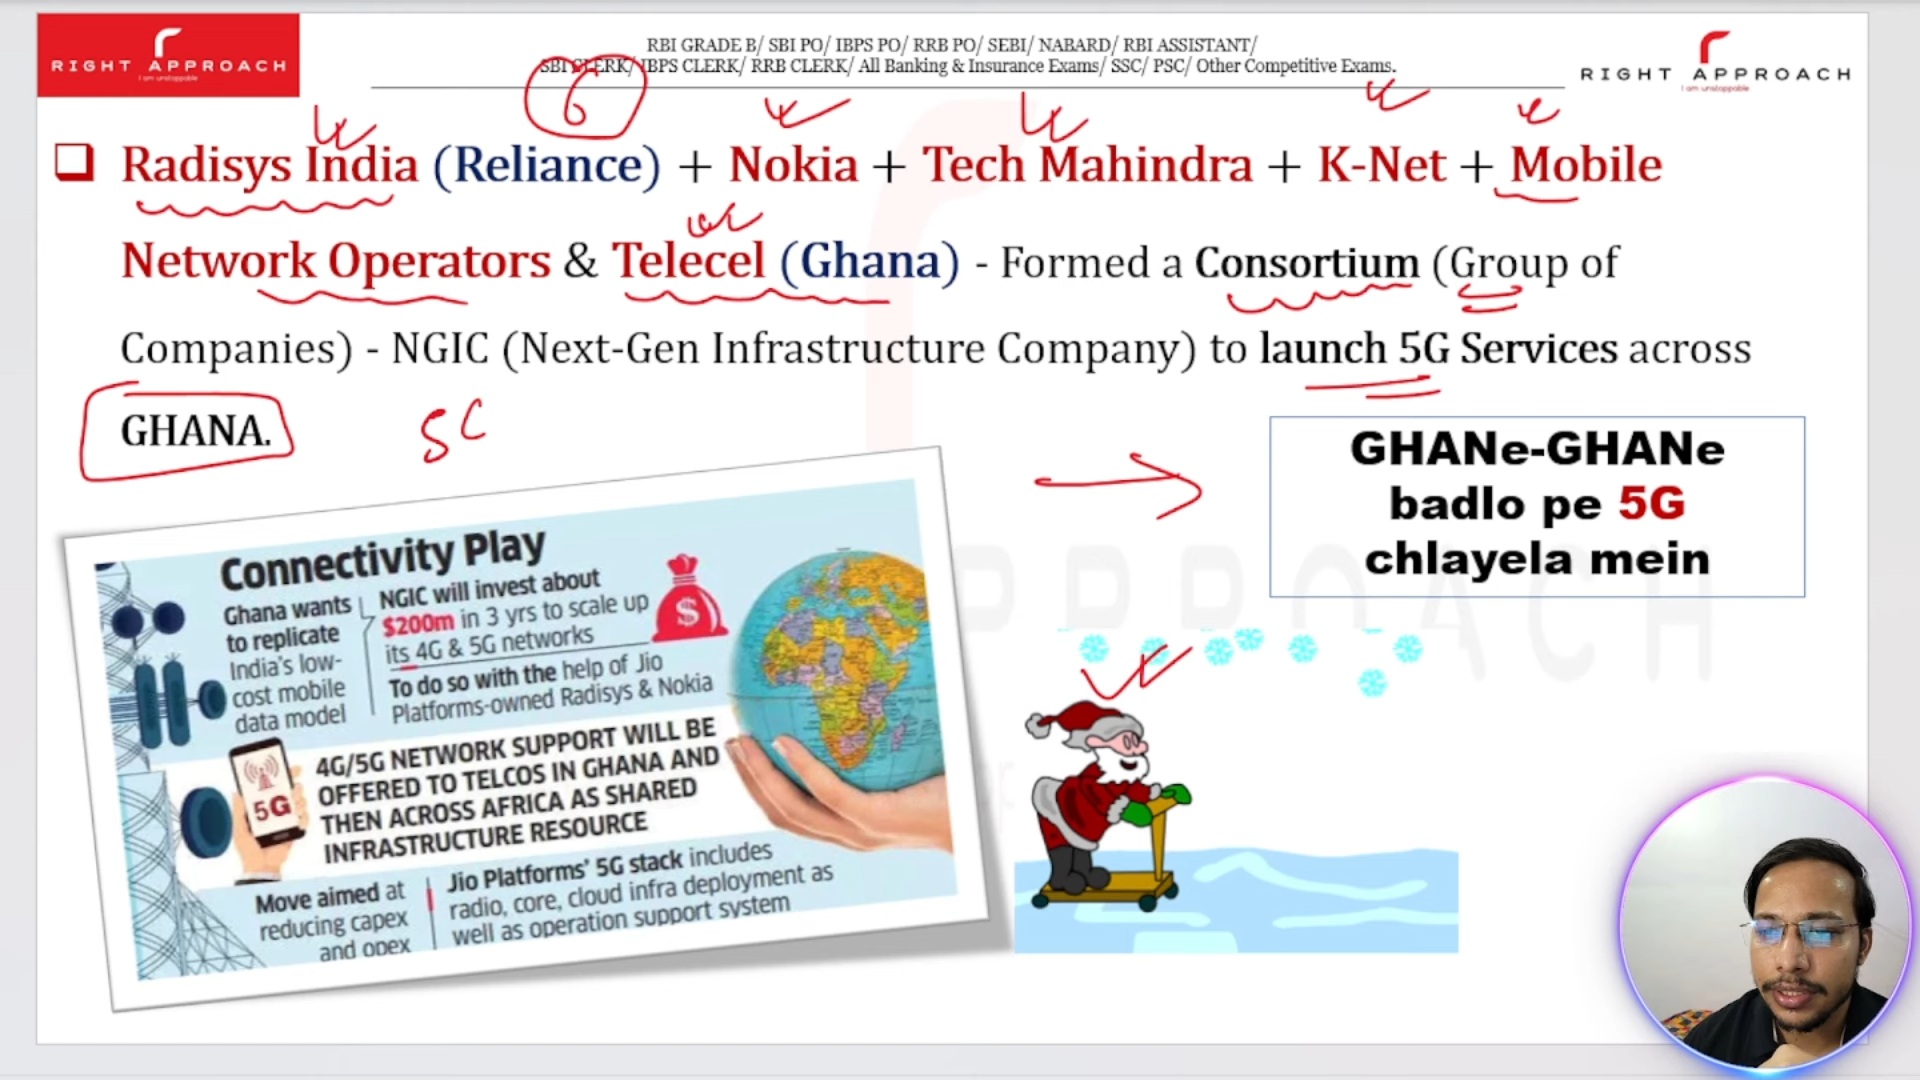 RIGHT APPROACH
I am unstoppable
RBI GRADE B/ SBI PO/ IBPS PO/ RRB PO/ SEBI/ NABARD/ RBI ASSISTANT/
SBI CLERK/ IBPS CLERK/ RRB CLERK/ All Banking & Insurance Exams/ SSC/ PSC/ Other Competitive Exams.
RIGHT APPROACH
I am unstoppable
6
Radisys India (Reliance) + Nokia + Tech Mahindra + K-Net + Mobile
Network Operators & Telecel (Ghana) - Formed a Consortium (Group of
Companies) - NGIC (Next-Gen Infrastructure Company) to launch 5G Services across
GHANA.
GHANe-GHANe
badlo pe 5G
chlayela mein
Connectivity Play
Ghana wants
to replicate
India's low-
cost mobile
data model
NGIC will invest about
$200m in 3 yrs to scale up
its 4G & 5G networks
$
To do so with the help of Jio
Platforms-owned Radisys & Nokia
5G
4G/5G NETWORK SUPPORT WILL BE
OFFERED TO TELCOS IN GHANA AND
THEN ACROSS AFRICA AS SHARED
INFRASTRUCTURE RESOURCE
Move aimed at
reducing capex
and opex
Jio Platforms' 5G stack includes
radio, core, cloud infra deployment as
well as operation support system